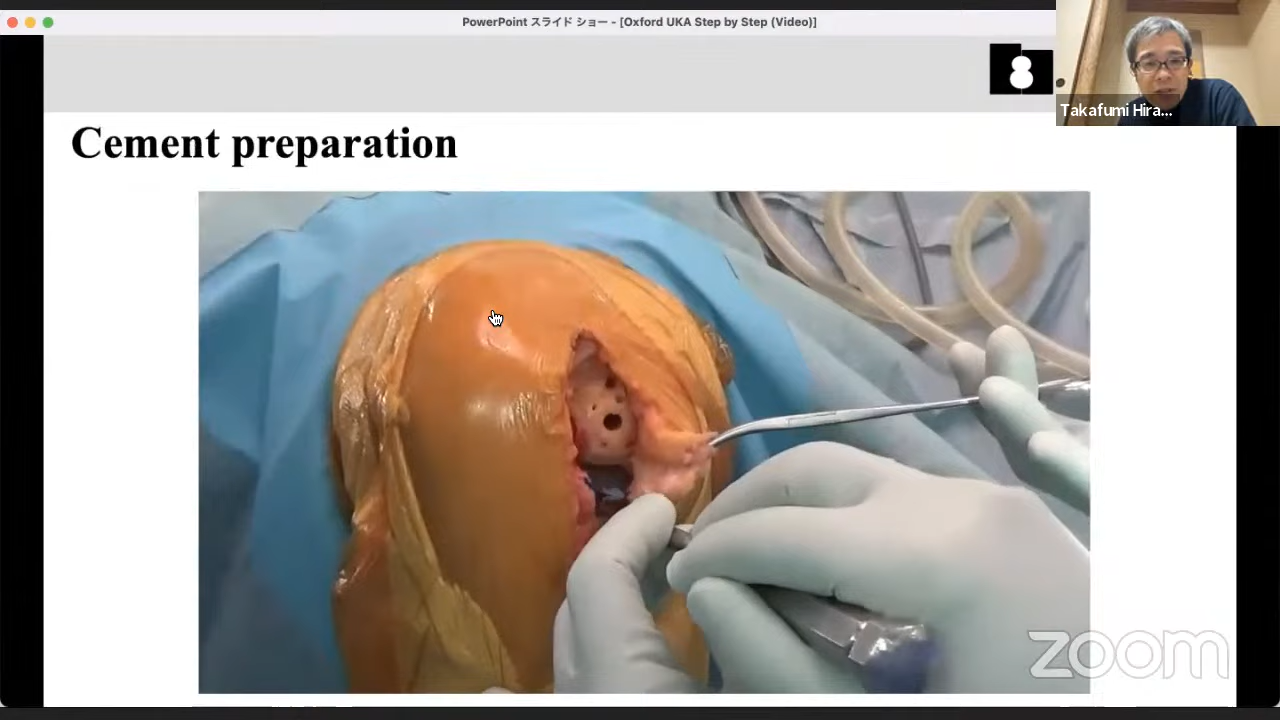 PowerPoint スライド ショー - [Oxford UKA Step by Step (Video)]
Takafumi Hira...
Cement preparation
zoom